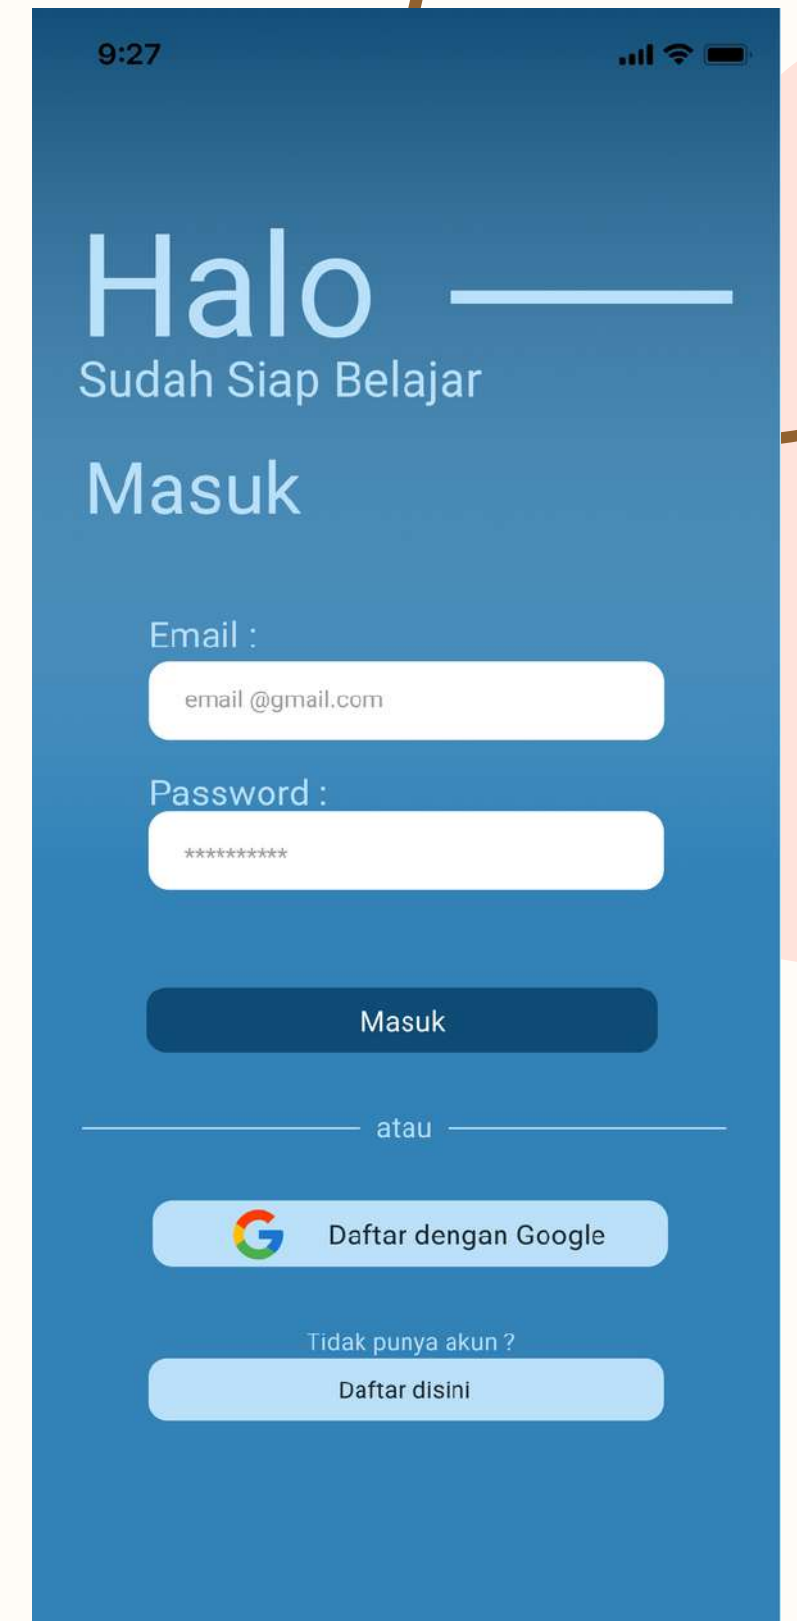 9:27
Halo
Sudah Siap Belajar
Masuk
Email :
email @gmail.com
Password :
**********
Masuk
atau
Daftar dengan Google
Tidak punya akun ?
Daftar disini